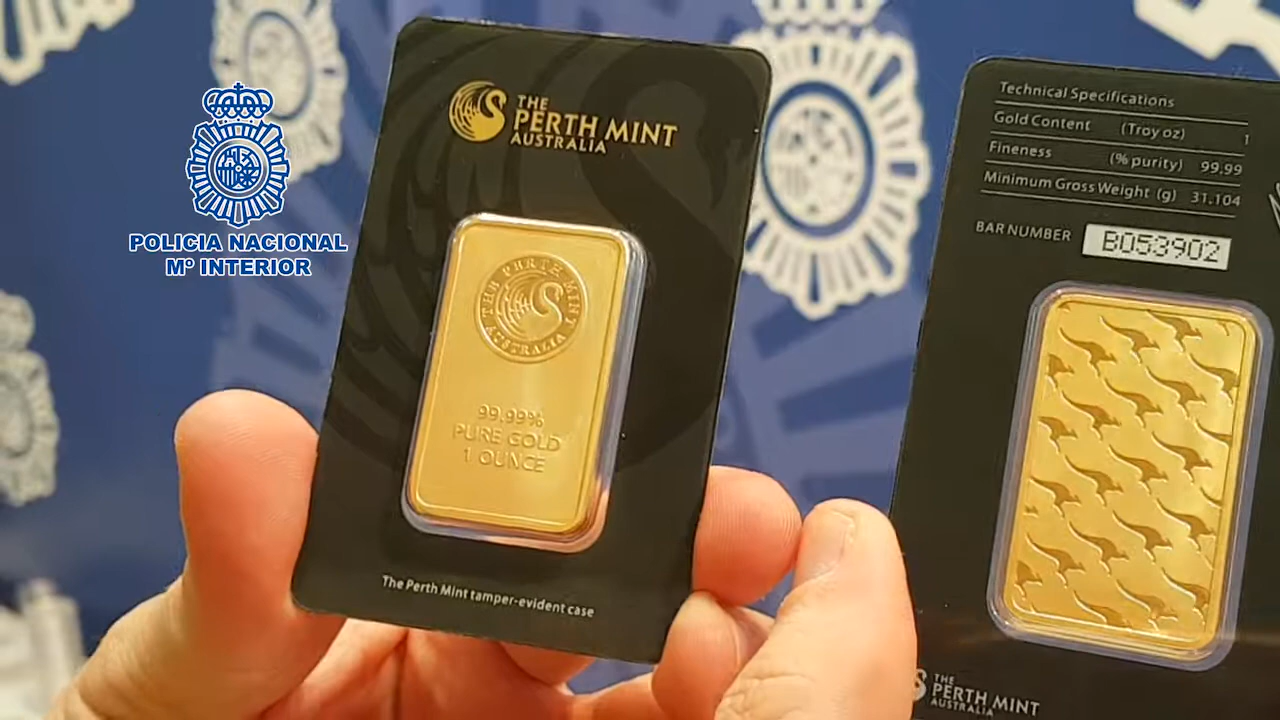 POLICIA NACIONAL
Mº INTERIOR
THE
PERTH MINT
AUSTRALIA
THE PERTH MINT
AUSTRALIA
99.99%
PURE GOLD
1 OUNCE
The Perth Mint tamper-evident case
Technical Specifications
Gold Content (Troy oz) 1
Fineness (% purity) 99.99
Minimum Gross Weight (g) 31.104
BAR NUMBER B053902
THE
PERTH MINT
AUSTRALIA